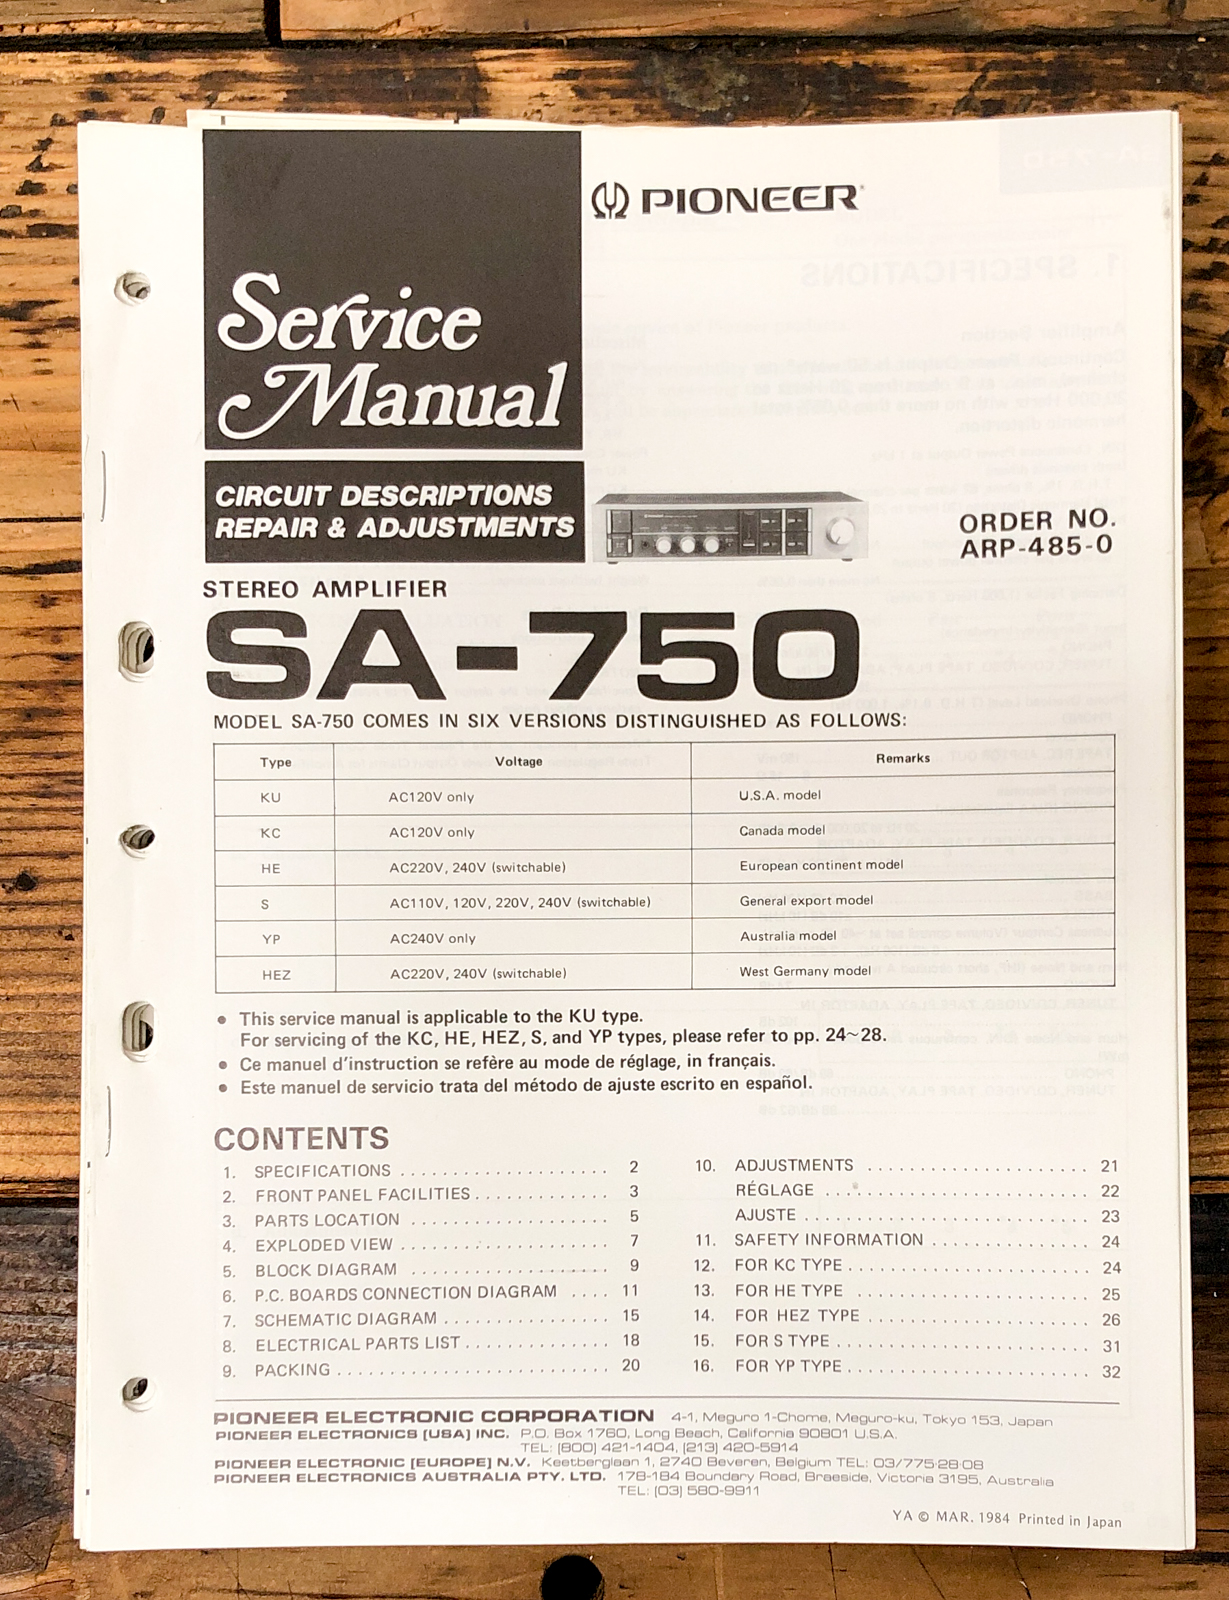 PIONEER
Service
Manual
CIRCUIT DESCRIPTIONS
REPAIR & ADJUSTMENTS
ORDER NO.
ARP-485-0
STEREO AMPLIFIER
SA-750
MODEL SA-750 COMES IN SIX VERSIONS DISTINGUISHED AS FOLLOWS:
Type Voltage Remarks
KU AC120V only U.S.A. model
KC AC120V only Canada model
HE AC220V, 240V (switchable) European continent model
S AC110V, 120V, 220V, 240V (switchable) General export model
YP AC240V only Australia model
HEZ AC220V, 240V (switchable) West Germany model
● This service manual is applicable to the KU type.
For servicing of the KC, HE, HEZ, S, and YP types, please refer to pp. 24~28.
● Ce manuel d'instruction se refère au mode de réglage, in français.
● Este manuel de servicio trata del método de ajuste escrito en español.
CONTENTS
1. SPECIFICATIONS .................... 2
2. FRONT PANEL FACILITIES ............. 3
3. PARTS LOCATION ................... 5
4. EXPLODED VIEW .................... 7
5. BLOCK DIAGRAM ................... 9
6. P.C. BOARDS CONNECTION DIAGRAM .... 11
7. SCHEMATIC DIAGRAM ................ 15
8. ELECTRICAL PARTS LIST .............. 18
9. PACKING .......................... 20
10. ADJUSTMENTS ..................... 21
RÉGLAGE ......................... 22
AJUSTE ........................... 23
11. SAFETY INFORMATION ............... 24
12. FOR KC TYPE ....................... 24
13. FOR HE TYPE ...................... 25
14. FOR HEZ TYPE ..................... 26
15. FOR S TYPE ........................ 31
16. FOR YP TYPE ....................... 32
PIONEER ELECTRONIC CORPORATION 4-1, Meguro 1-Chome, Meguro-ku, Tokyo 153, Japan
PIONEER ELECTRONICS [USA] INC. P.O. Box 1760, Long Beach, California 90801 U.S.A.
TEL: [800] 421-1404, [213] 420-5914
PIONEER ELECTRONIC [EUROPE] N.V. Keetberglaan 1, 2740 Beveren, Belgium TEL: 03/775·28·08
PIONEER ELECTRONICS AUSTRALIA PTY. LTD. 178-184 Boundary Road, Braeside, Victoria 3195, Australia
TEL: [03] 580-9911
YA © MAR. 1984 Printed in Japan